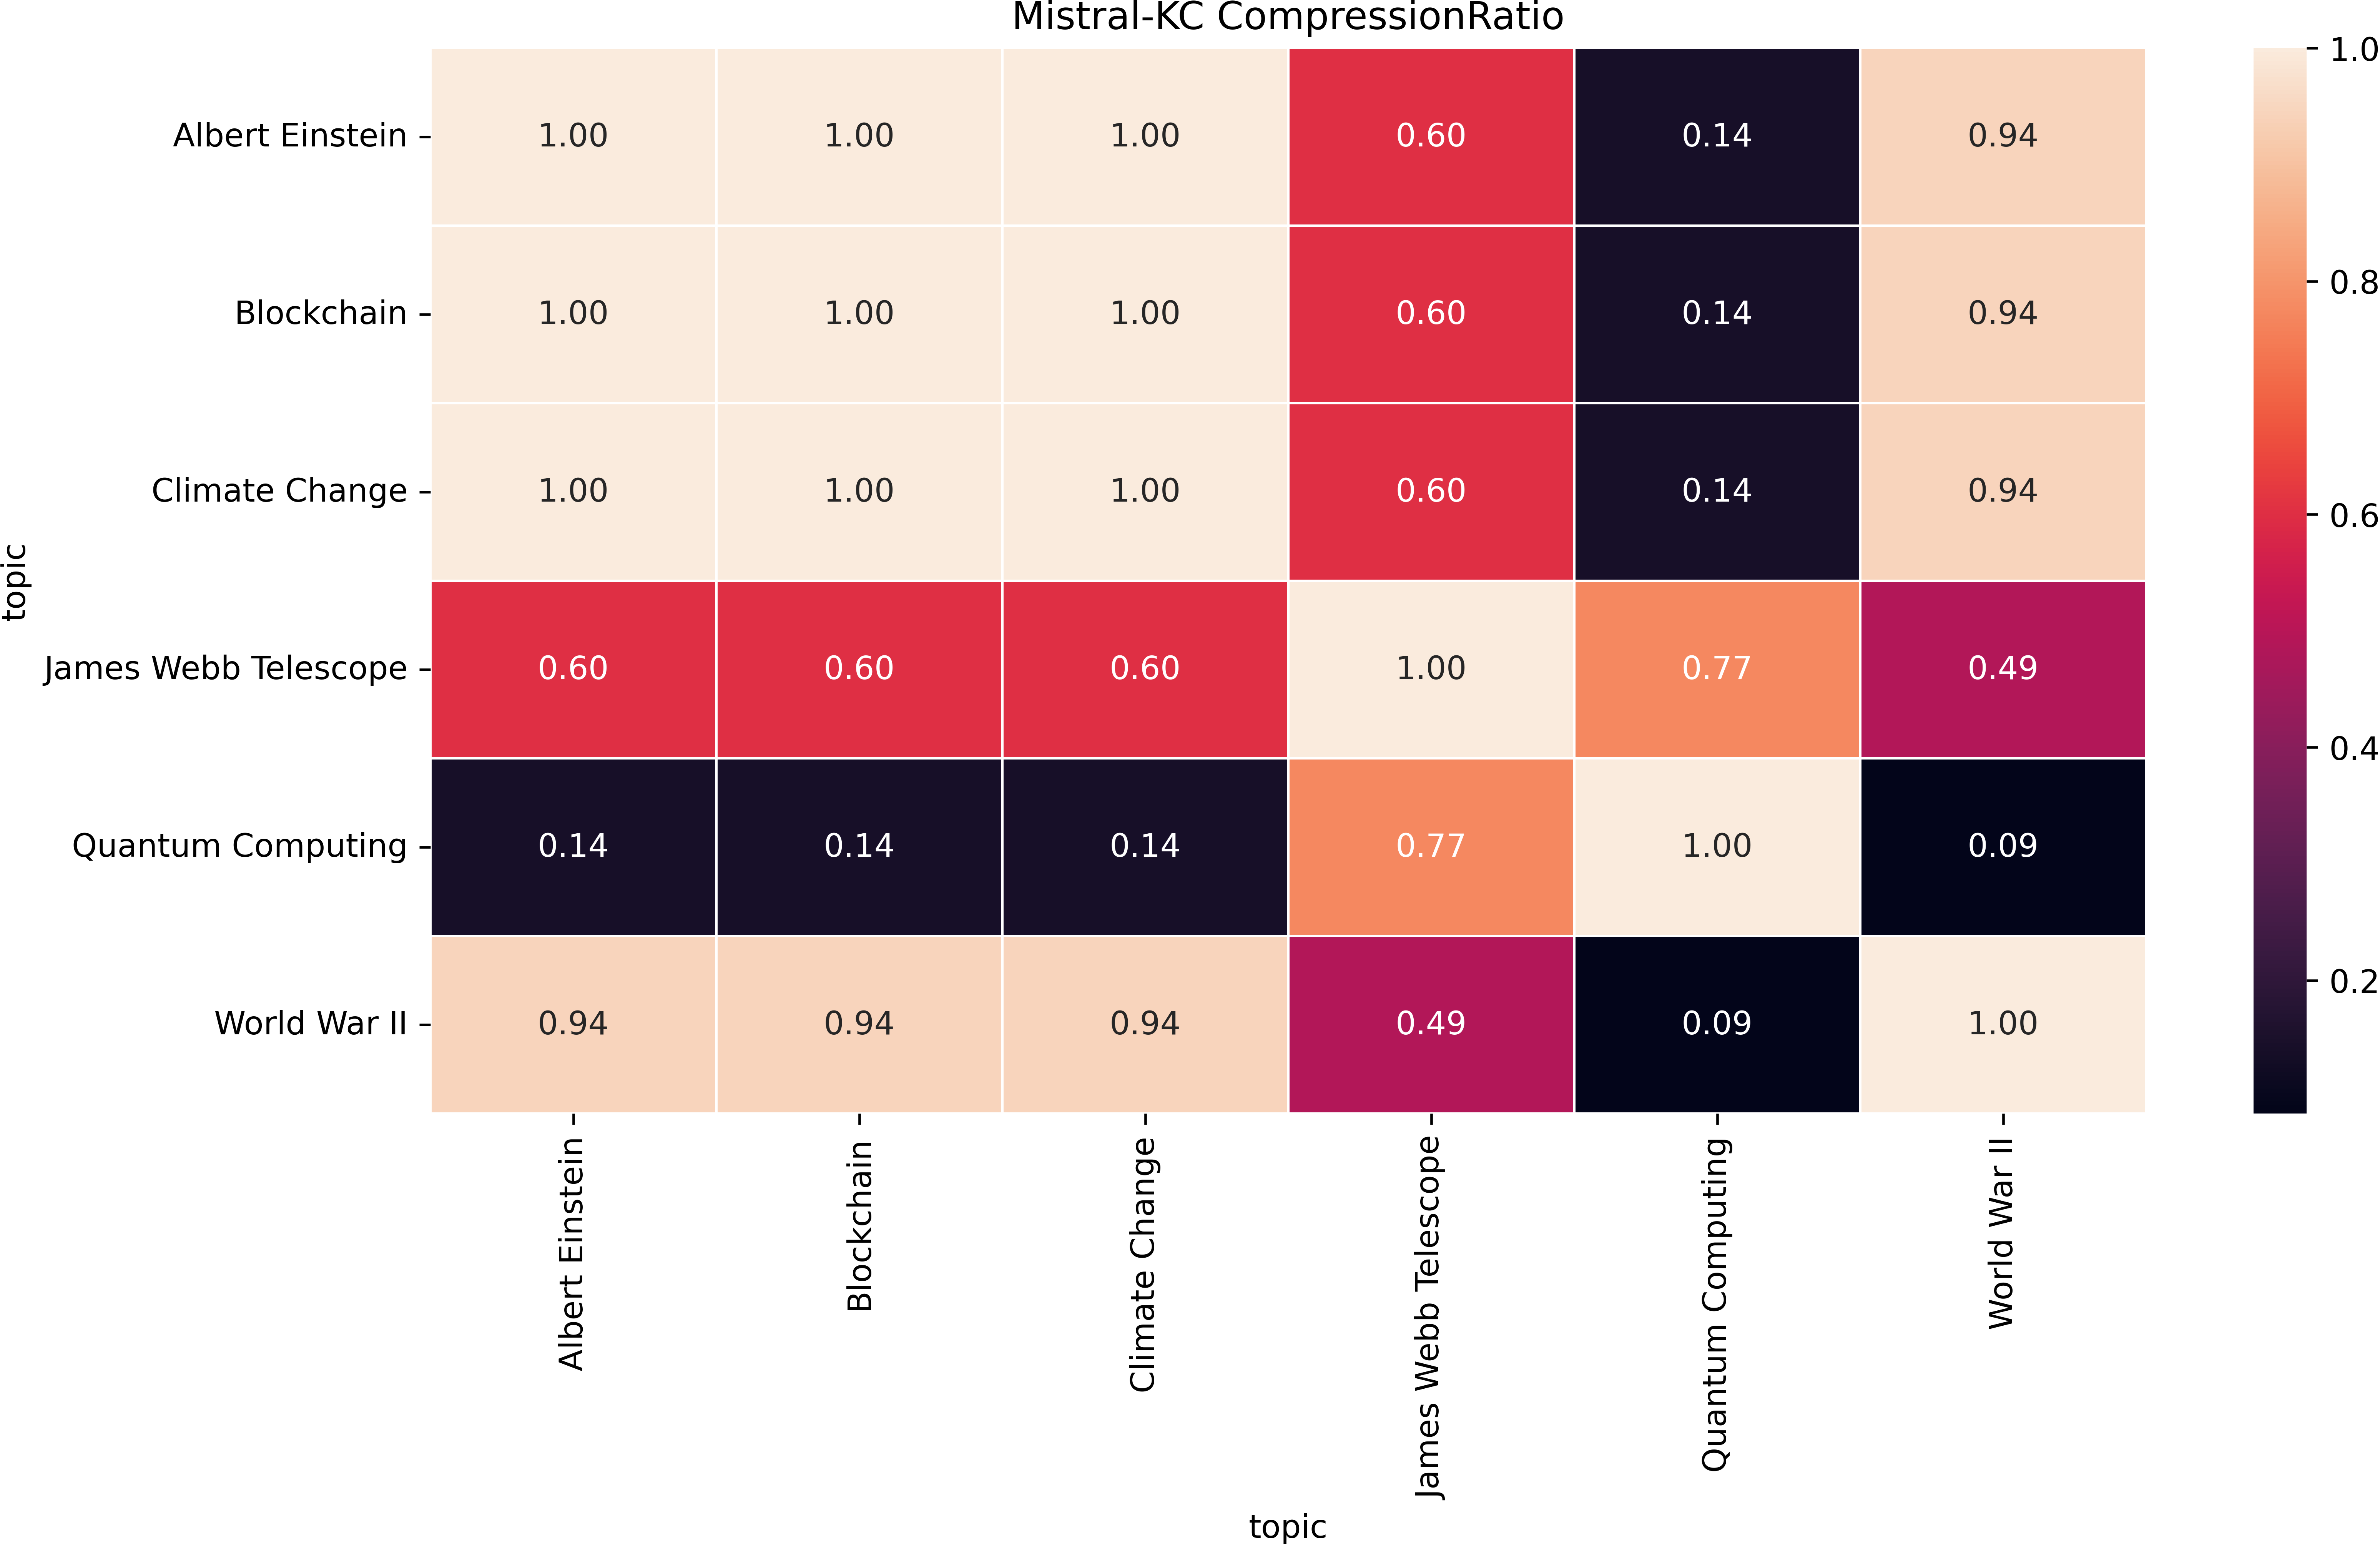 Mistral-KC CompressionRatio
topic
Albert Einstein 1.00 1.00 1.00 0.60 0.14 0.94
Blockchain 1.00 1.00 1.00 0.60 0.14 0.94
Climate Change 1.00 1.00 1.00 0.60 0.14 0.94
James Webb Telescope 0.60 0.60 0.60 1.00 0.77 0.49
Quantum Computing 0.14 0.14 0.14 0.77 1.00 0.09
World War II 0.94 0.94 0.94 0.49 0.09 1.00
Albert Einstein
Blockchain
Climate Change
James Webb Telescope
Quantum Computing
World War II
topic
1.0
0.8
0.6
0.4
0.2